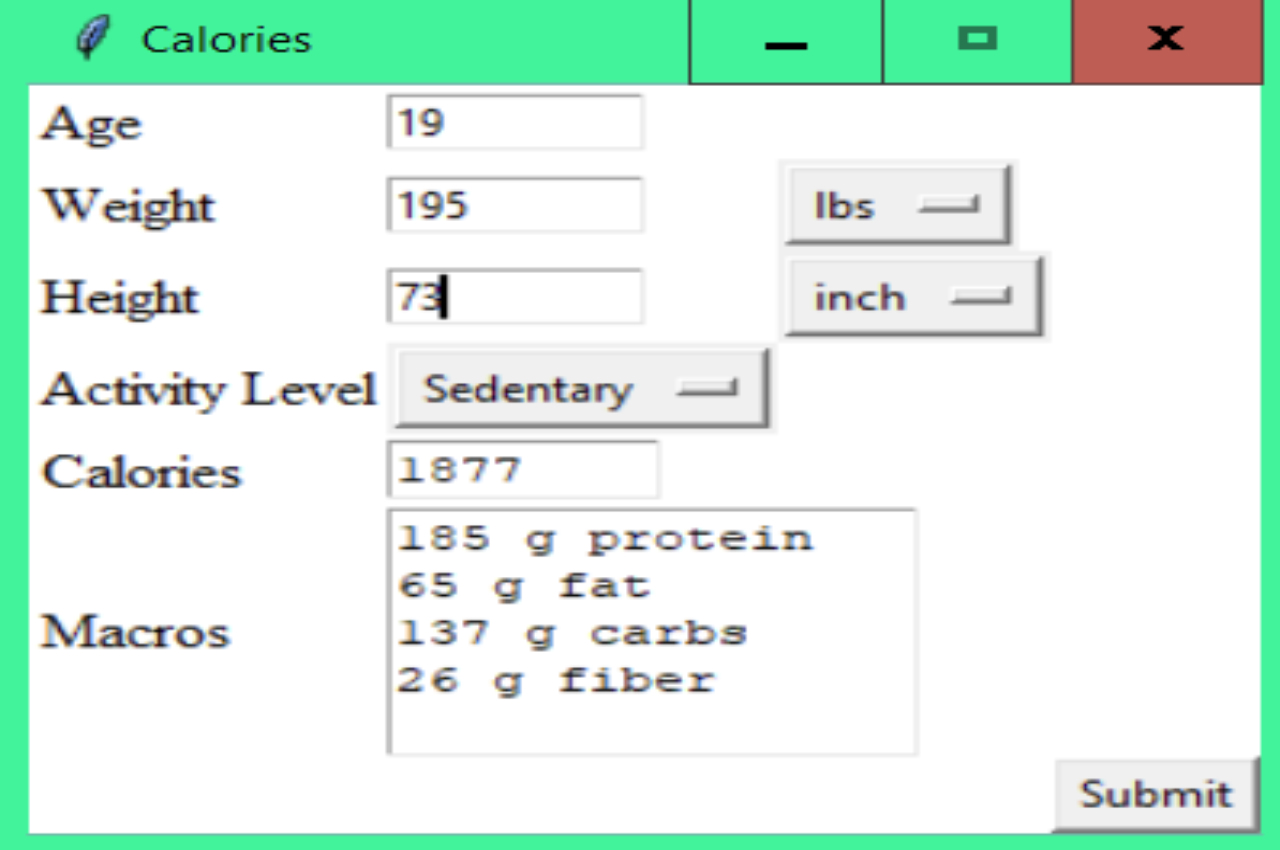 Calories
Age 19
Weight 195 lbs
Height 73 inch
Activity Level Sedentary
Calories 1877
Macros
185 g protein
65 g fat
137 g carbs
26 g fiber
Submit